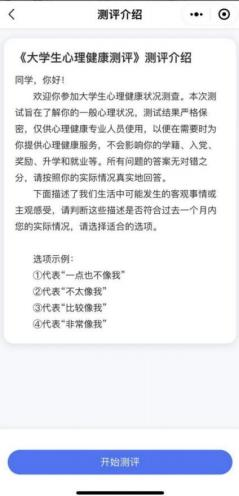 测评介绍
《大学生心理健康测评》测评介绍
同学，你好！
欢迎你参加大学生心理健康状况测查。本次测
试旨在了解你的一般心理状况，测试结果严格保
密，仅供心理健康专业人员使用，以便在需要时为
你提供心理健康服务，不会影响你的学籍、入党、
奖励、升学和就业等。所有问题的答案无对错之
分，请按照你的实际情况真实地回答。
下面描述了我们生活中可能发生的客观事情或
主观感受，请判断这些描述是否符合过去一个月内
您的实际情况，请选择适合的选项。
选项示例：
①代表“一点也不像我”
②代表“不太像我”
③代表“比较像我”
④代表“非常像我”
开始测评